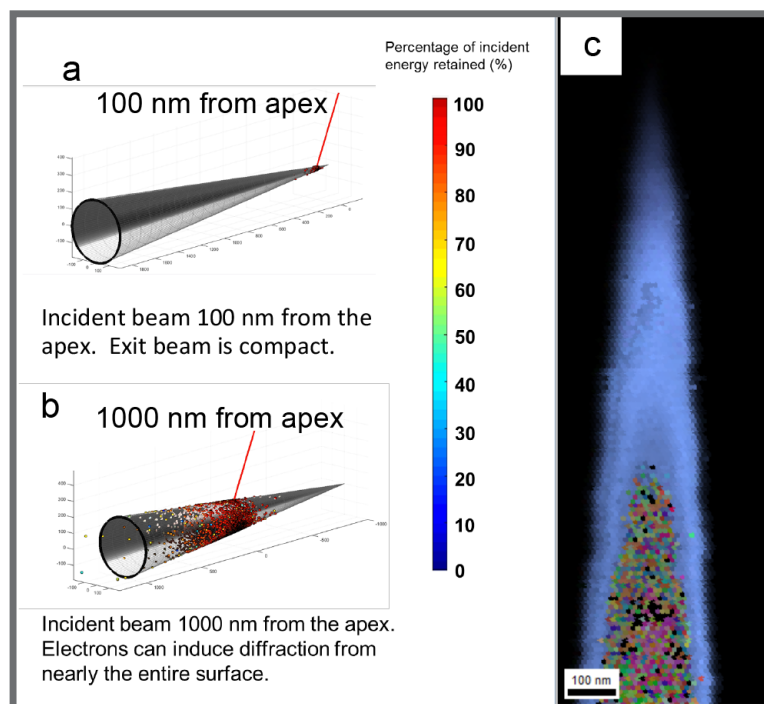 a
100 nm from apex
Incident beam 100 nm from the
apex. Exit beam is compact.
b
1000 nm from apex
Incident beam 1000 nm from the apex.
Electrons can induce diffraction from
nearly the entire surface.
Percentage of incident
energy retained (%)
100
90
80
70
60
50
40
30
20
10
0
c
100 nm